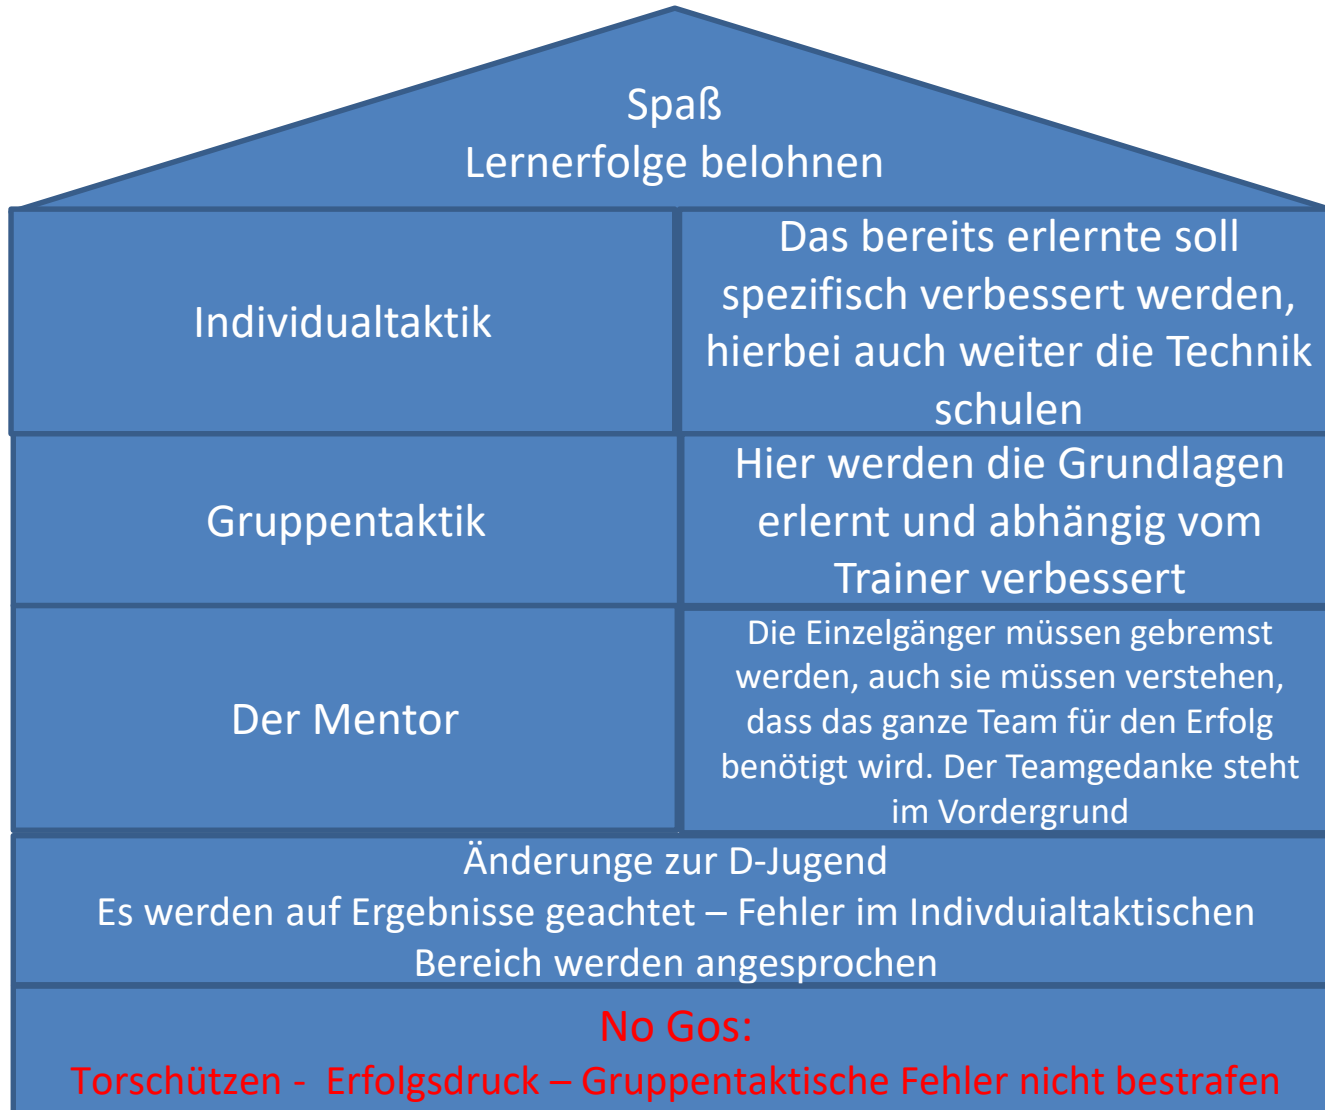 Spaß
Lernerfolge belohnen
Individualtaktik
Das bereits erlernte soll
spezifisch verbessert werden,
hierbei auch weiter die Technik
schulen
Gruppentaktik
Hier werden die Grundlagen
erlernt und abhängig vom
Trainer verbessert
Der Mentor
Die Einzelgänger müssen gebremst
werden, auch sie müssen verstehen,
dass das ganze Team für den Erfolg
benötigt wird. Der Teamgedanke steht
im Vordergrund
Änderunge zur D-Jugend
Es werden auf Ergebnisse geachtet – Fehler im Indivduialtaktischen
Bereich werden angesprochen
No Gos:
Torschützen - Erfolgsdruck – Gruppentaktische Fehler nicht bestrafen